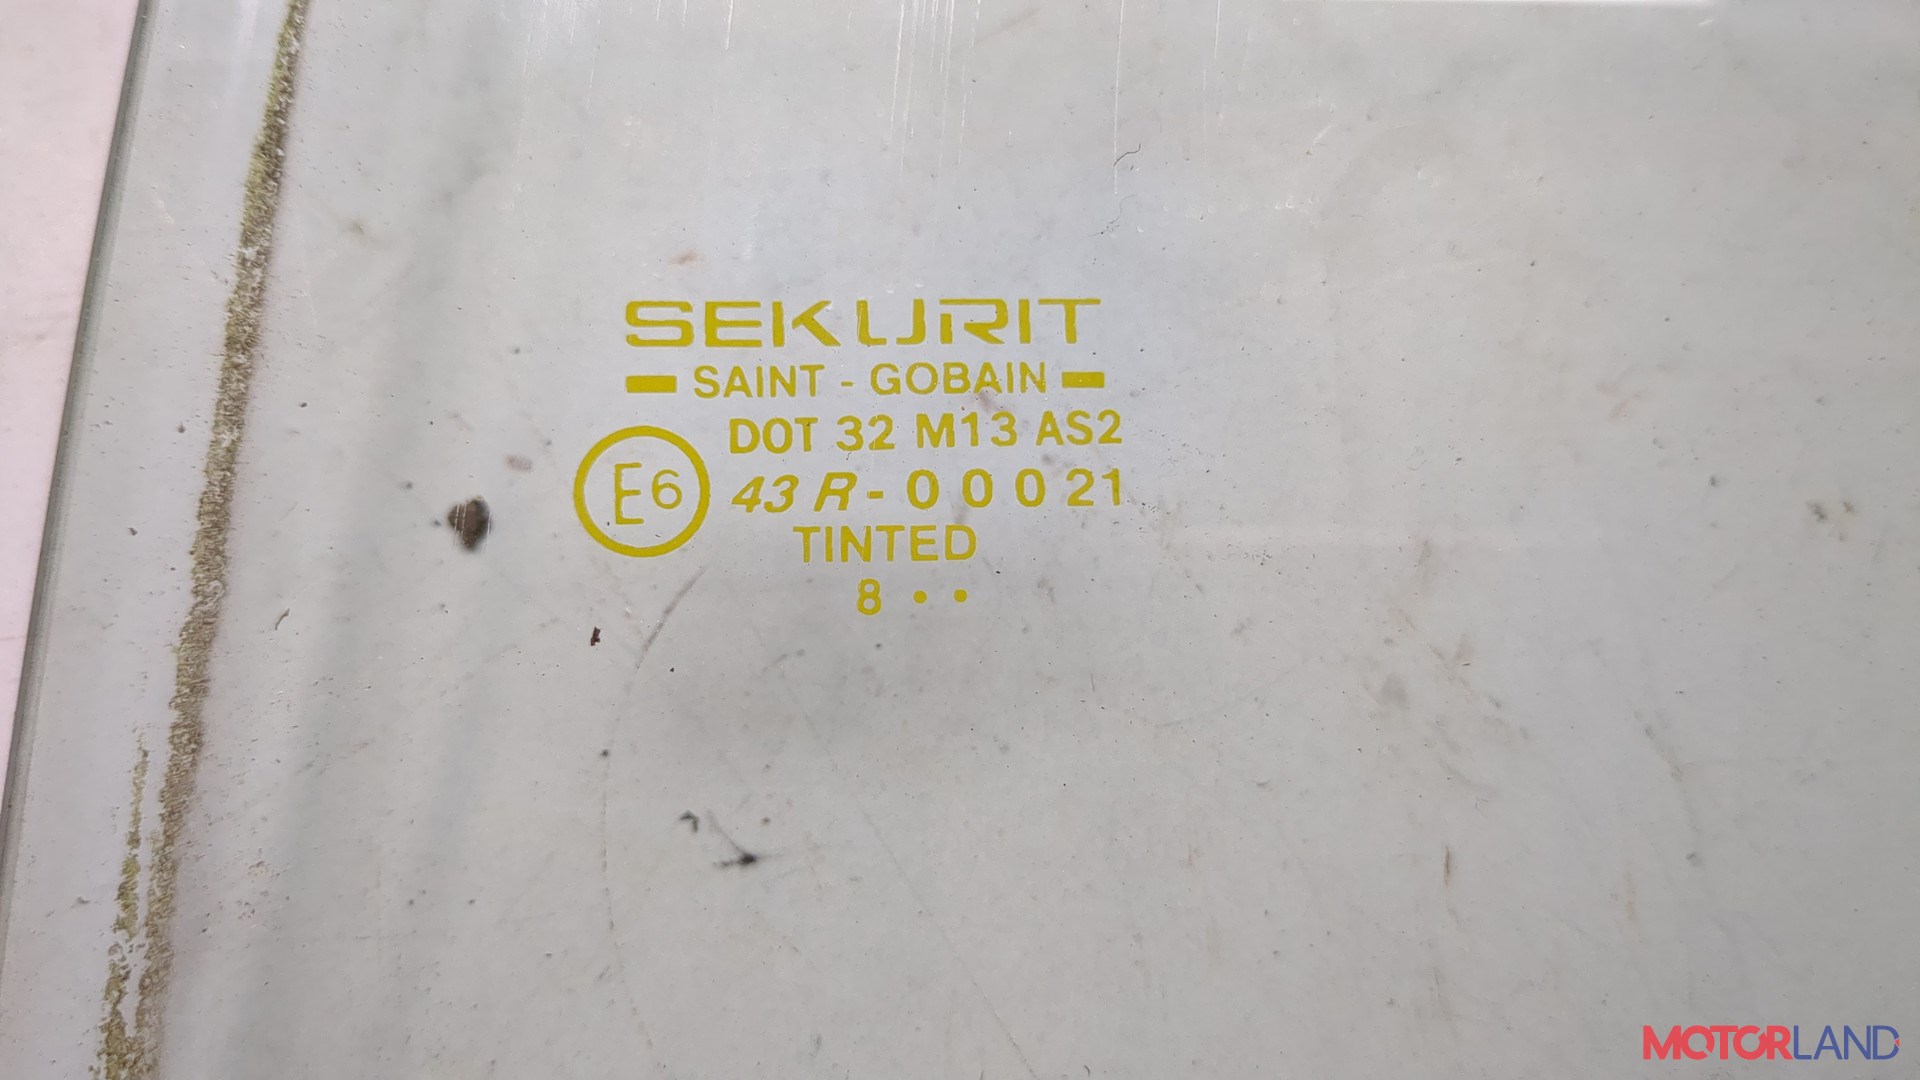 SEKURIT
SAINT - GOBAIN
DOT 32 M13 AS2
E6 43 R - 0 0 0 21
TINTED
8 • •
MOTORLAND